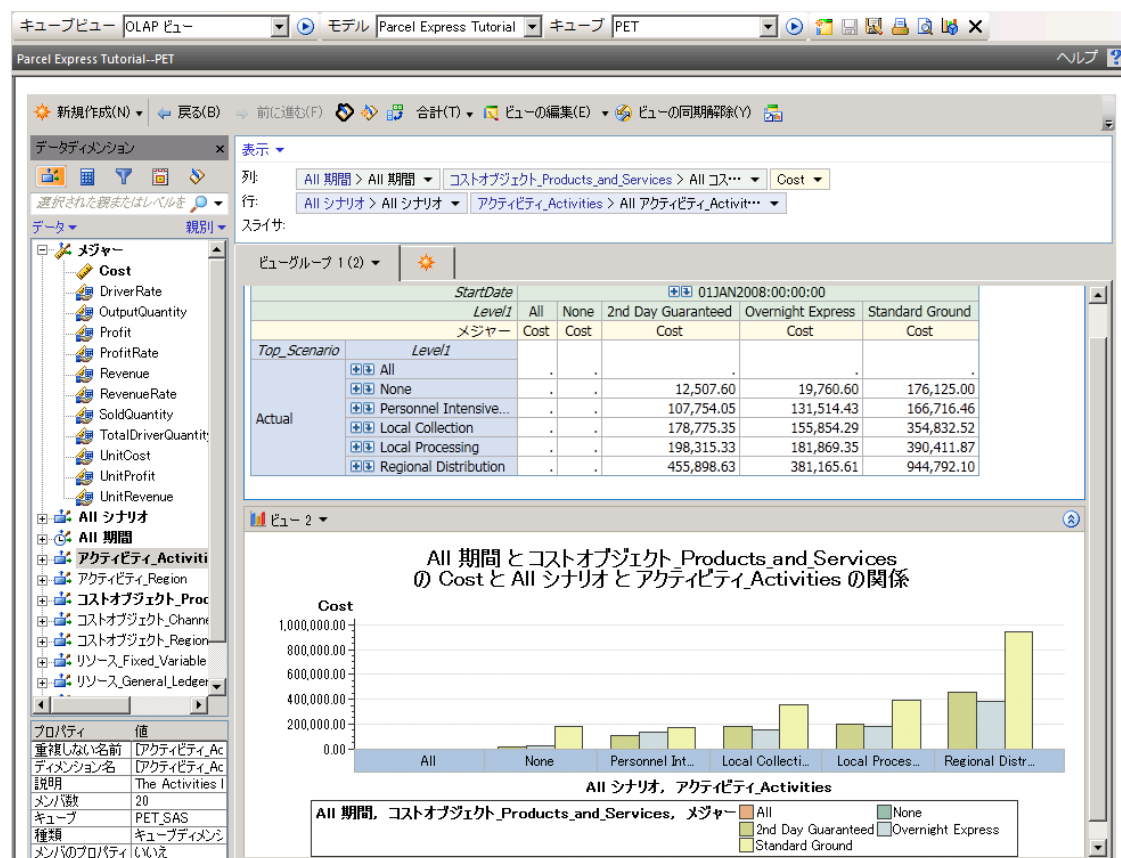 キューブビュー OLAP ビュー モデル Parcel Express Tutorial キューブ PET
Parcel Express Tutorial--PET ヘルプ
新規作成(N) 戻る(B) 前に進む(F) 合計(T) ビューの編集(E) ビューの同期解除(Y)
データディメンション
選択された親またはレベルを
データ 親別
メジャー
Cost
DriverRate
OutputQuantity
Profit
ProfitRate
Revenue
RevenueRate
SoldQuantity
TotalDriverQuantit
UnitCost
UnitProfit
UnitRevenue
All シナリオ
All 期間
アクティビティ_Activiti
アクティビティ_Region
コストオブジェクト_Proc
コストオブジェクト_Channe
コストオブジェクト_Region
リソース_Fixed_Variable
リソース_General_Ledger
プロパティ 値
重複しない名前 [アクティビティ_Ac
ディメンション名 [アクティビティ_Ac
説明 The Activities
メンバ数 20
キューブ PET_SAS
種類 キューブディメンシ
メンバのプロパティ いいえ
表示
列: All 期間 > All 期間 コストオブジェクト_Products_and_Services > All コス… Cost
行: All シナリオ > All シナリオ アクティビティ_Activities > All アクティビティ_Activit…
スライサ:
ビューグループ 1 (2)
StartDate 01JAN2008:00:00:00
Level1 All None 2nd Day Guaranteed Overnight Express Standard Ground
メジャー Cost Cost Cost Cost Cost
Top_Scenario Level1
Actual
All . . . . .
None . . 12,507.60 19,760.60 176,125.00
Personnel Intensive... . . 107,754.05 131,514.43 166,716.46
Local Collection . . 178,775.35 155,854.29 354,832.52
Local Processing . . 198,315.33 181,869.35 390,411.87
Regional Distribution . . 455,898.63 381,165.61 944,792.10
ビュー 2
All 期間 とコストオブジェクト_Products_and_Services
の Cost と All シナリオ と アクティビティ_Activities の関係
Cost
1,000,000.00
800,000.00
600,000.00
400,000.00
200,000.00
0.00
All None Personnel Int... Local Collecti... Local Proces... Regional Distr...
All シナリオ, アクティビティ_Activities
All 期間, コストオブジェクト_Products_and_Services, メジャー All None
2nd Day Guaranteed Overnight Express
Standard Ground